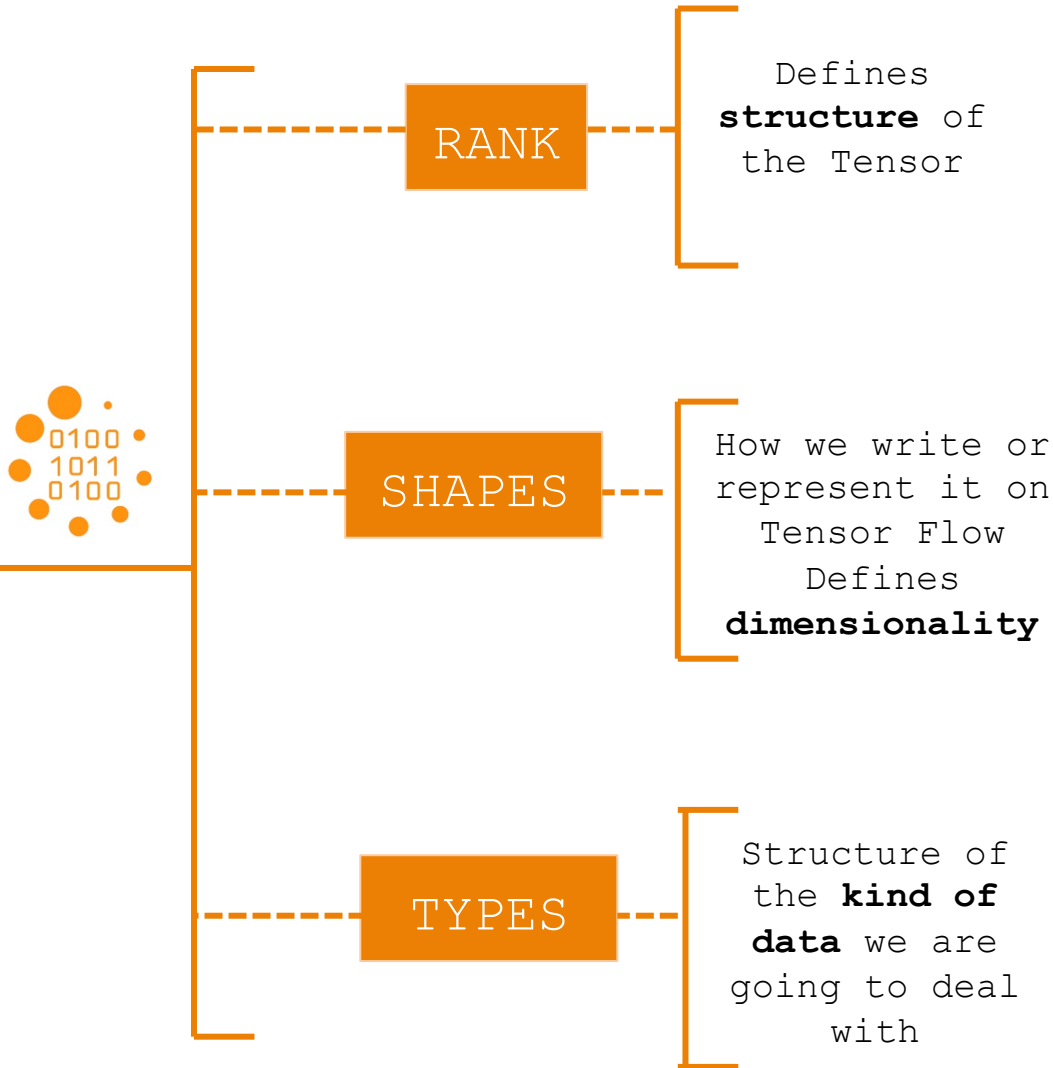 RANK
Defines
structure of
the Tensor
0100
1011
0100
SHAPES
How we write or
represent it on
Tensor Flow
Defines
dimensionality
TYPES
Structure of
the kind of
data we are
going to deal
with